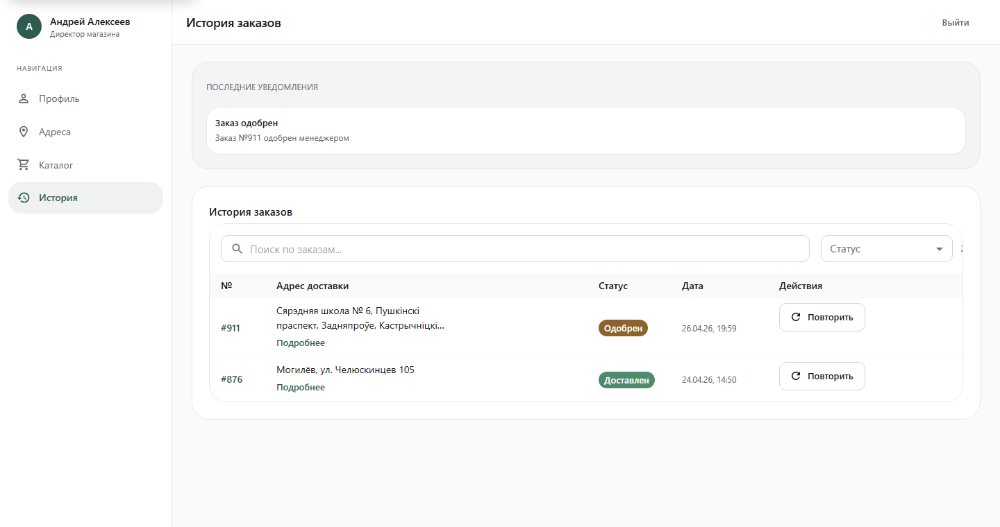 А
Андрей Алексеев
Директор магазина
НАВИГАЦИЯ
Профиль
Адреса
Каталог
История
История заказов
Выйти
ПОСЛЕДНИЕ УВЕДОМЛЕНИЯ
Заказ одобрен
Заказ №911 одобрен менеджером
История заказов
Поиск по заказам...
Статус
№ Адрес доставки Статус Дата Действия
#911
Сярэдняя школа № 6, Пушкінскі
праспект, Задняпроўе, Кастрычніцкі...
Подробнее
Одобрен
26.04.26, 19:59
Повторить
#876
Могилёв, ул. Челюскинцев 105
Подробнее
Доставлен
24.04.26, 14:50
Повторить